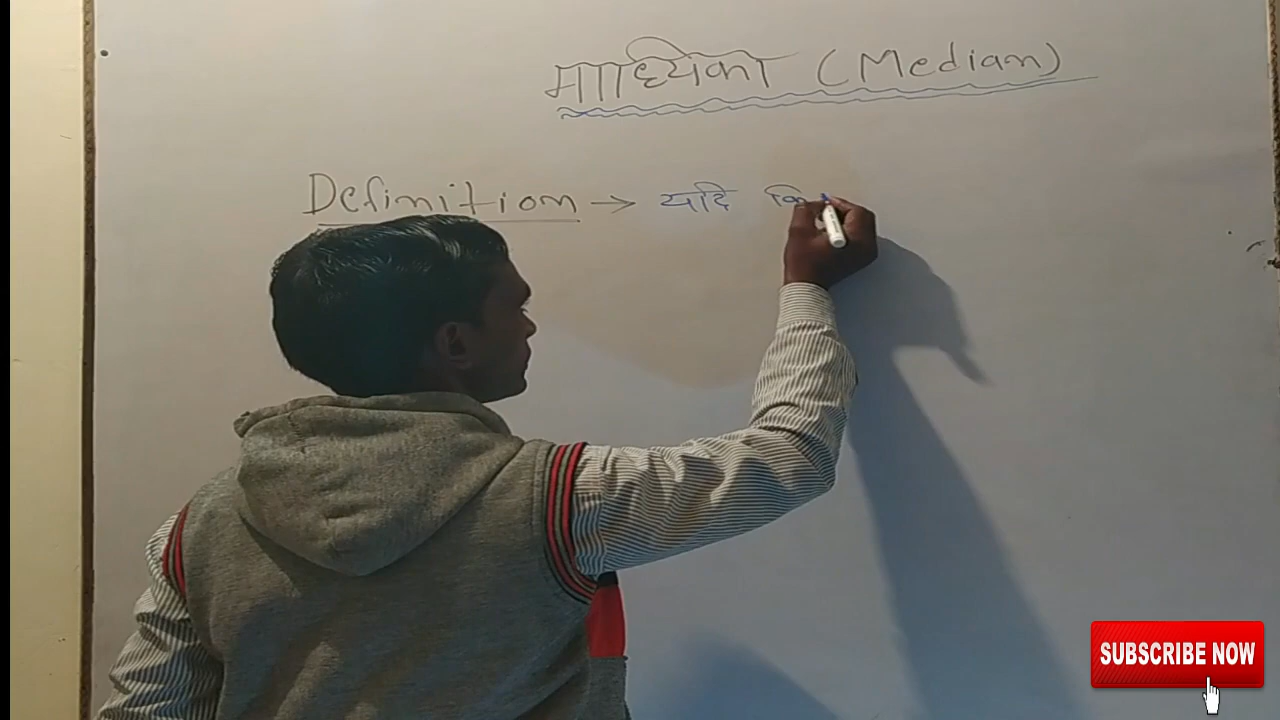 माध्यिका (Median)
Definition → यदि कि
SUBSCRIBE NOW